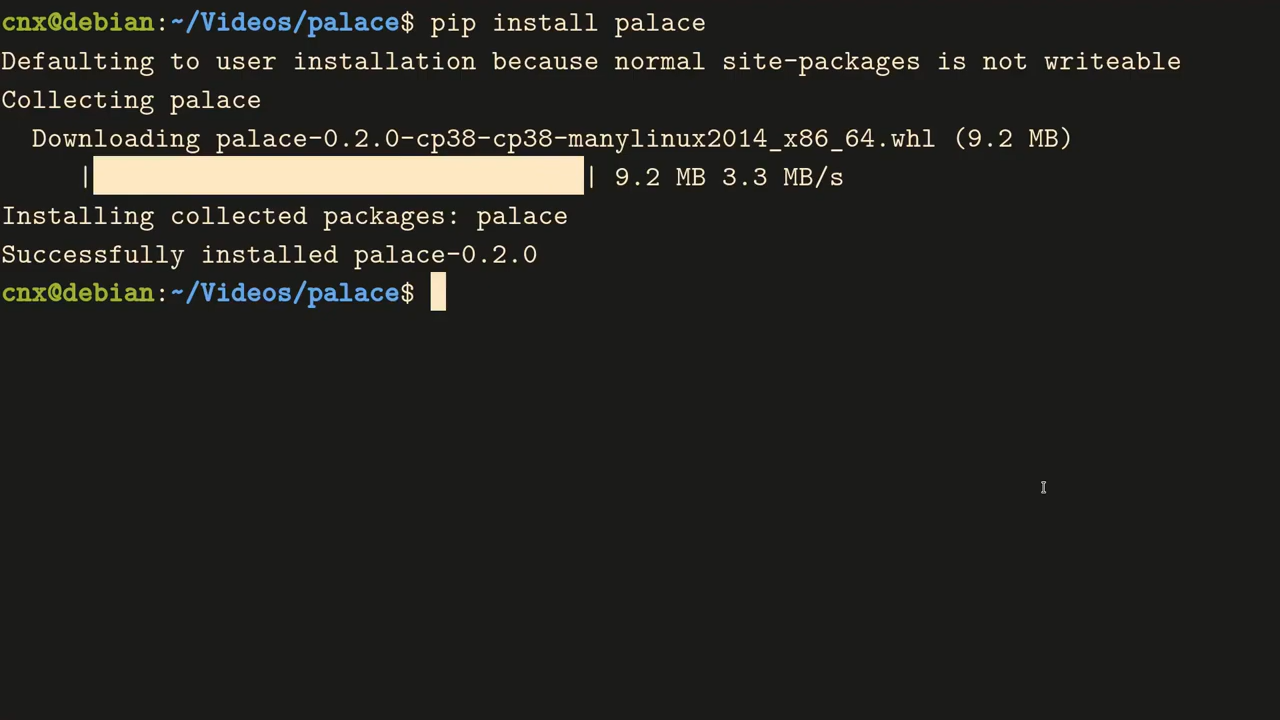 cnx@debian:~/Videos/palace$ pip install palace
Defaulting to user installation because normal site-packages is not writeable
Collecting palace
  Downloading palace-0.2.0-cp38-cp38-manylinux2014_x86_64.whl (9.2 MB)
     || 9.2 MB 3.3 MB/s
Installing collected packages: palace
Successfully installed palace-0.2.0
cnx@debian:~/Videos/palace$